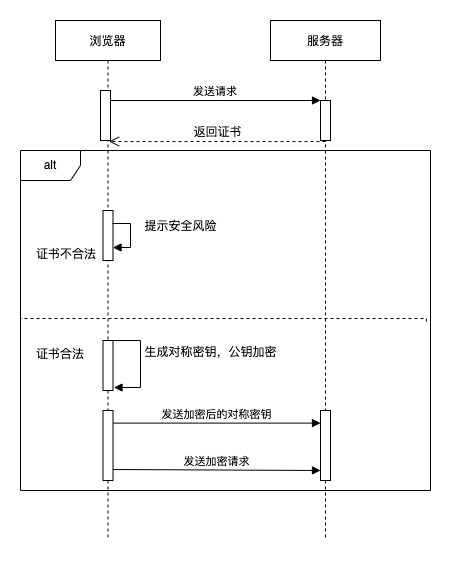 浏览器
服务器
发送请求
返回证书
alt
提示安全风险
证书不合法
证书合法
生成对称密钥，公钥加密
发送加密后的对称密钥
发送加密请求